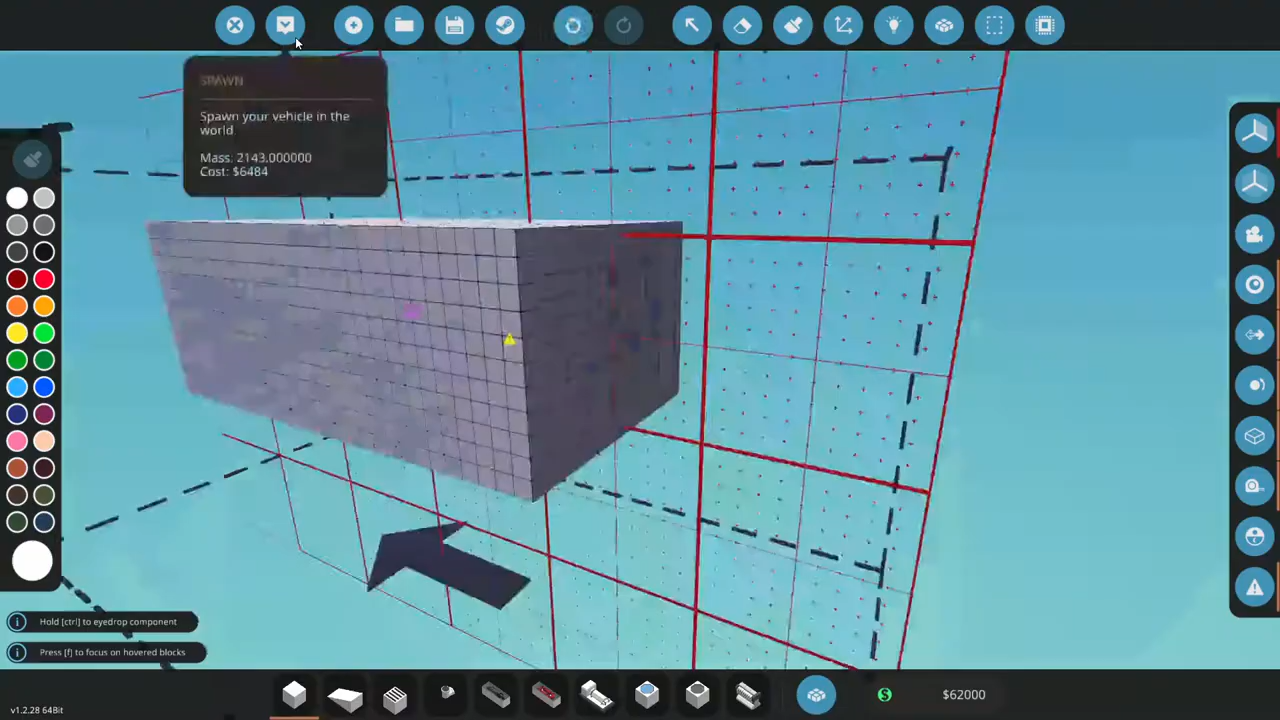 SPAWN
Spawn your vehicle in the
world.
Mass: 2143.000000
Cost: $6484
Hold [ctrl] to eyedrop component
Press [f] to focus on hovered blocks
v1.2.28 64Bit
$62000